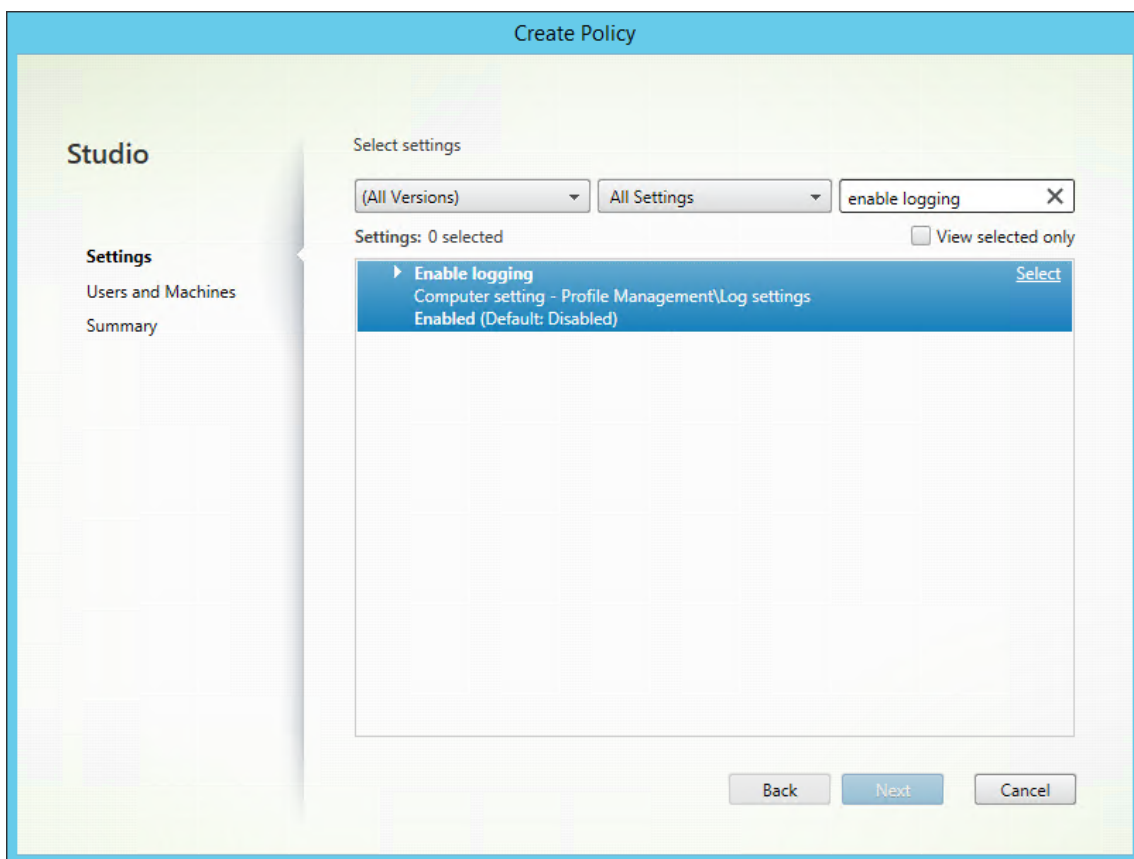 Create Policy
Studio
Settings
Users and Machines
Summary
Select settings
(All Versions)
All Settings
enable logging
Settings: 0 selected
View selected only
Enable logging
Select
Computer setting - Profile Management\Log settings
Enabled (Default: Disabled)
Back
Next
Cancel